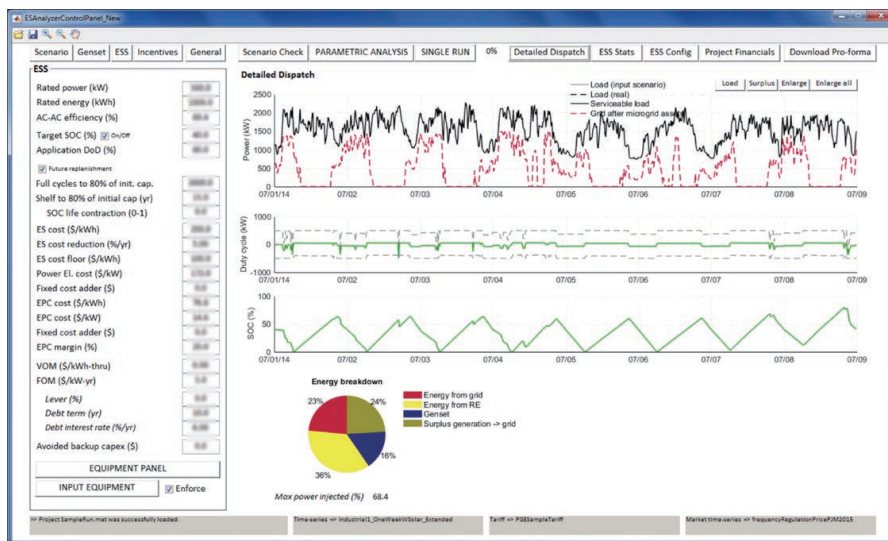 ESAnalyzerControlPanel_New
Scenario Genset ESS Incentives General Scenario Check PARAMETRIC ANALYSIS SINGLE RUN 0% Detailed Dispatch ESS Stats ESS Config Project Financials Download Pro-forma
ESS
Rated power (kW)
Rated energy (kWh)
AC-AC efficiency (%)
Target SOC (%) On/Off
Application DoD (%)
Future replenishment
Full cycles to 80% of init. cap.
Shelf to 80% of initial cap (yr)
SOC life contraction (0-1)
ES cost ($/kWh)
ES cost reduction (%/yr)
ES cost floor ($/kWh)
Power El. cost ($/kW)
Fixed cost adder ($)
EPC cost ($/kWh)
EPC cost ($/kW)
Fixed cost adder ($)
EPC margin (%)
VOM ($/kWh-thru)
FOM ($/kW-yr)
Lever (%)
Debt term (yr)
Debt interest rate (%/yr)
Avoided backup capex ($)
EQUIPMENT PANEL
INPUT EQUIPMENT Enforce
Detailed Dispatch
Load (input scenario)
Load (real)
Serviceable load
Grid after microgrid assets
Load Surplus Enlarge Enlarge all
Power (kW)
2500
2000
1500
1000
500
0
07/01/14 07/02 07/03 07/04 07/05 07/06 07/07 07/08 07/09
Duty cycle (kW)
1000
0
-1000
07/01/14 07/02 07/03 07/04 07/05 07/06 07/07 07/08 07/09
SOC (%)
100
50
0
07/01/14 07/02 07/03 07/04 07/05 07/06 07/07 07/08 07/09
Energy breakdown
23%
24%
16%
36%
Energy from grid
Energy from RE
Genset
Surplus generation -> grid
Max power injected (%) 68.4
>> Project SampleRun.mat was successfully loaded.
Time-series => Industrial1_OneWeekWSolar_Extended
Tariff => PGESampleTariff
Market time-series => frequencyRegulationPricePJM2015